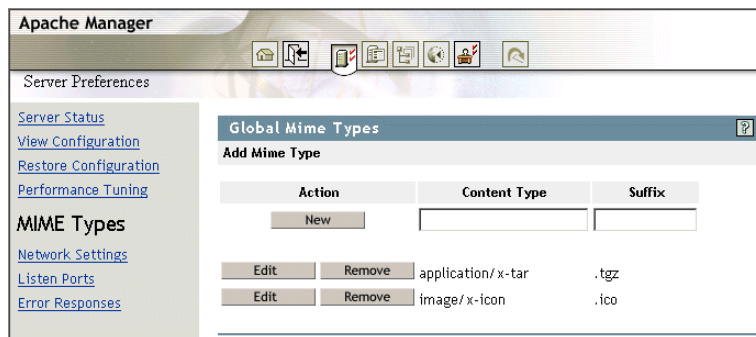 Apache Manager
Server Preferences
Server Status
View Configuration
Restore Configuration
Performance Tuning
MIME Types
Network Settings
Listen Ports
Error Responses
Global Mime Types ?
Add Mime Type
Action Content Type Suffix
New
Edit Remove application/x-tar .tgz
Edit Remove image/x-icon .ico